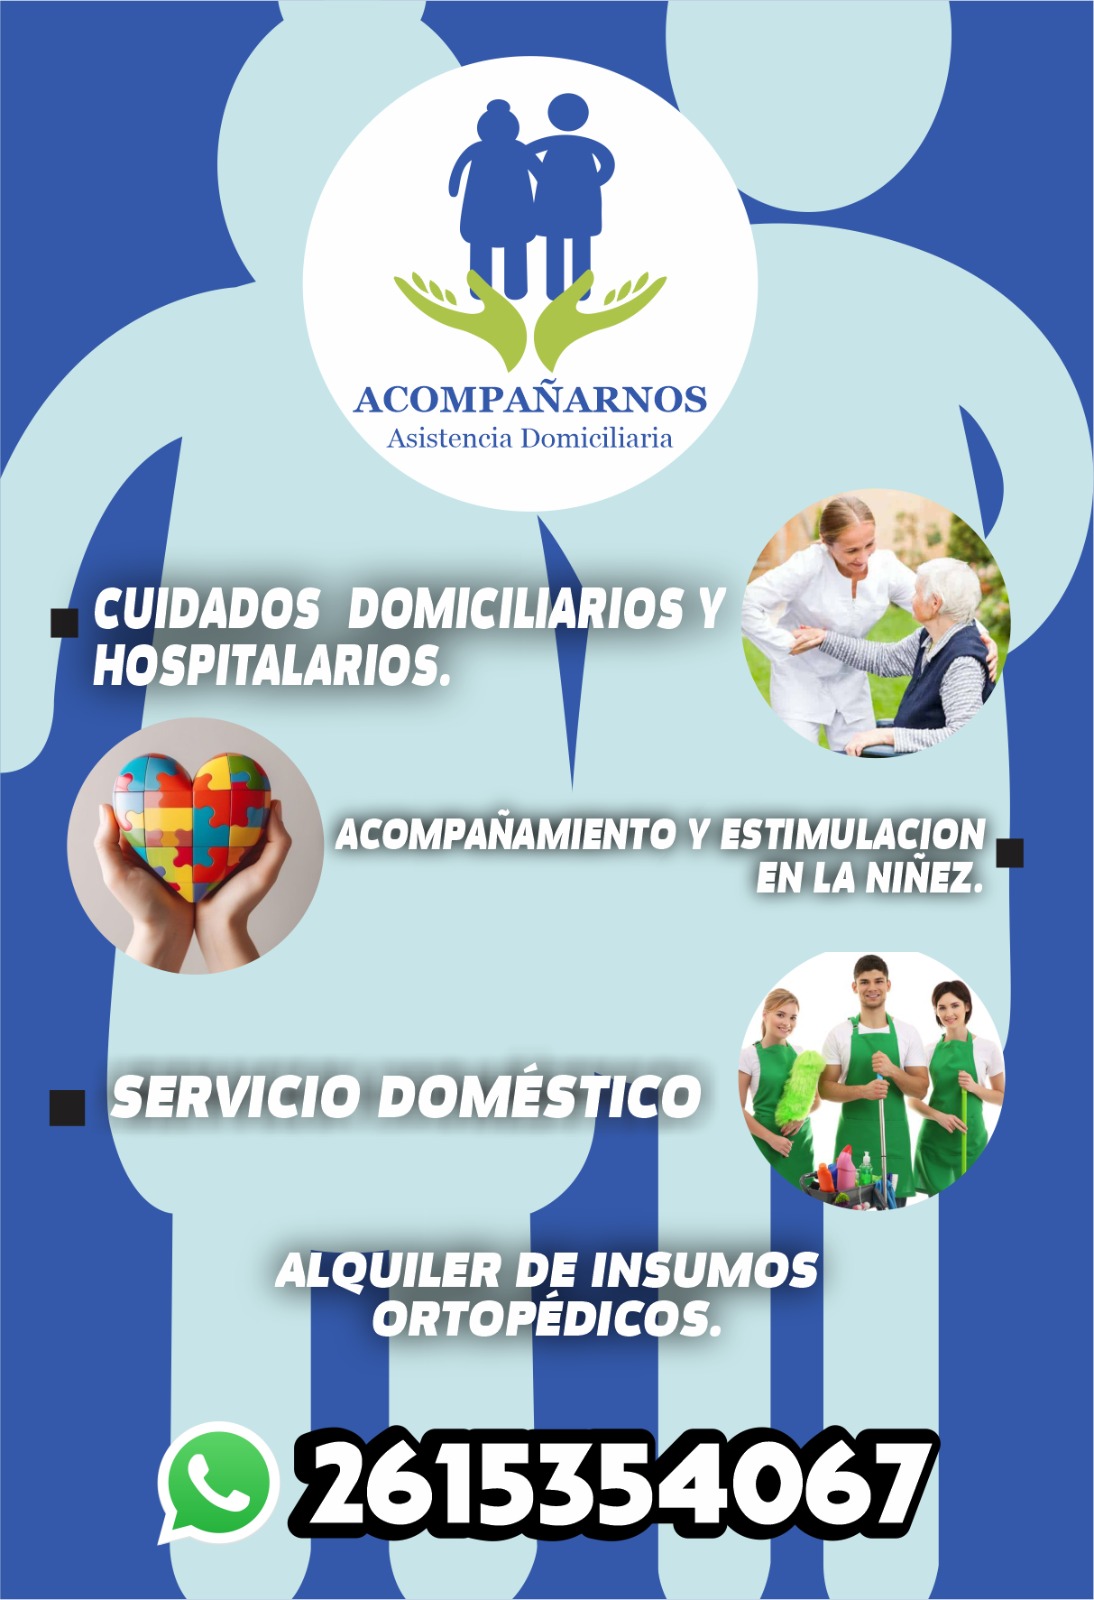 ACOMPAÑARNOS
Asistencia Domiciliaria
CUIDADOS DOMICILIARIOS Y
HOSPITALARIOS.
ACOMPAÑAMIENTO Y ESTIMULACION
EN LA NIÑEZ.
SERVICIO DOMÉSTICO
ALQUILER DE INSUMOS
ORTOPÉDICOS.
2615354067